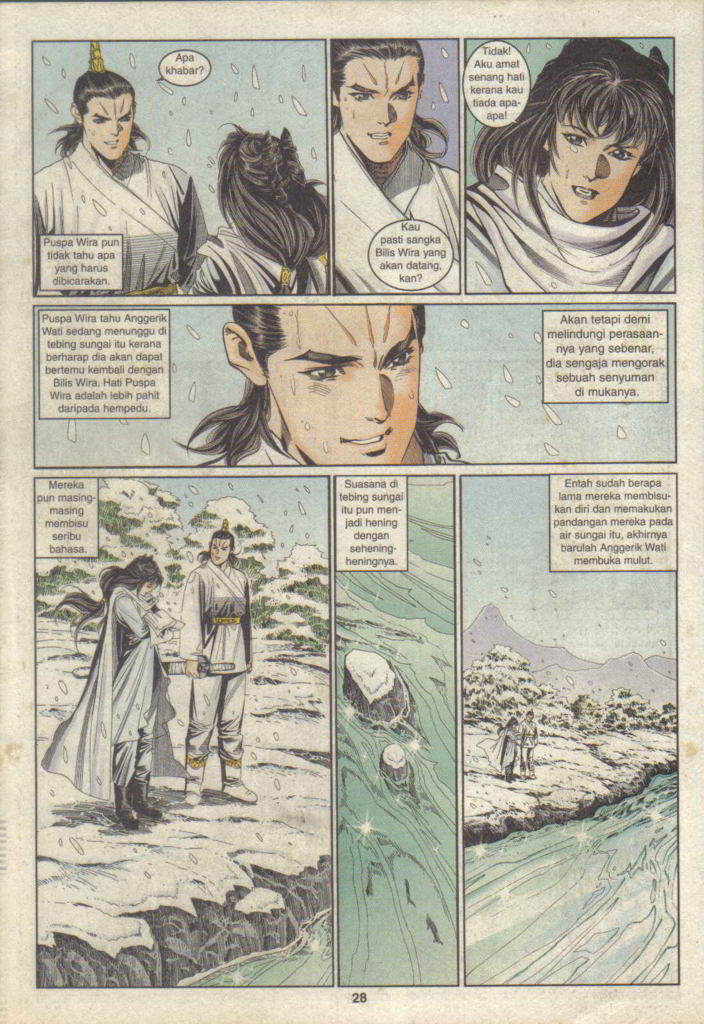 Apa
khabar?
Puspa Wira pun
tidak tahu apa
yang harus
dibicarakan.
Kau
pasti sangka
Bilis Wira yang
akan datang,
kan?
Tidak!
Aku amat
senang hati
kerana kau
tiada apa-
apa!
Puspa Wira tahu Anggerik
Wati sedang menunggu di
tebing sungai itu kerana
berharap dia akan dapat
bertemu kembali dengan
Bilis Wira. Hati Puspa
Wira adalah lebih pahit
daripada hempedu.
Akan tetapi demi
melindungi perasaan-
nya yang sebenar,
dia sengaja mengorak
sebuah senyuman
di mukanya.
Mereka
pun masing-
masing
membisu
seribu
bahasa.
Suasana di
tebing sungai
itu pun men-
jadi hening
dengan
sehening-
heningnya.
Entah sudah berapa
lama mereka membisu-
kan diri dan memakukan
pandangan mereka pada
air sungai itu, akhirnya
barulah Anggerik Wati
membuka mulut.
28